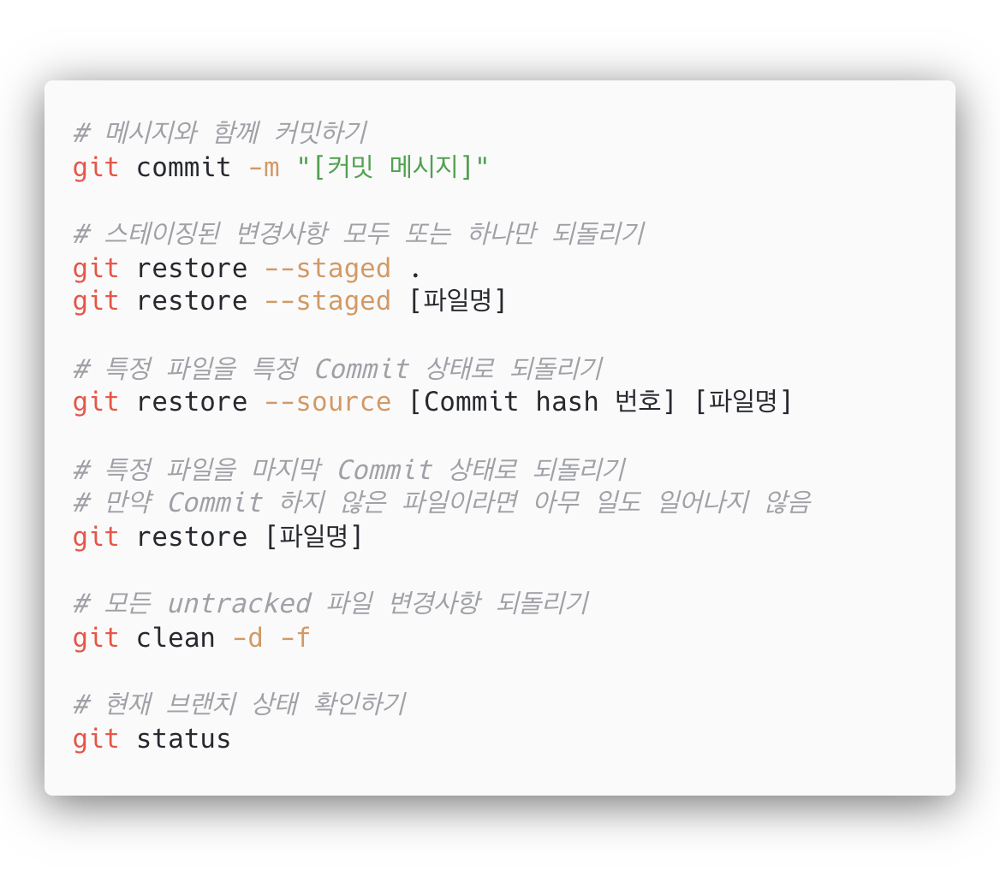 # 메시지와 함께 커밋하기
git commit -m "[커밋 메시지]"
# 스테이징된 변경사항 모두 또는 하나만 되돌리기
git restore --staged .
git restore --staged [파일명]
# 특정 파일을 특정 Commit 상태로 되돌리기
git restore --source [Commit hash 번호] [파일명]
# 특정 파일을 마지막 Commit 상태로 되돌리기
# 만약 Commit 하지 않은 파일이라면 아무 일도 일어나지 않음
git restore [파일명]
# 모든 untracked 파일 변경사항 되돌리기
git clean -d -f
# 현재 브랜치 상태 확인하기
git status